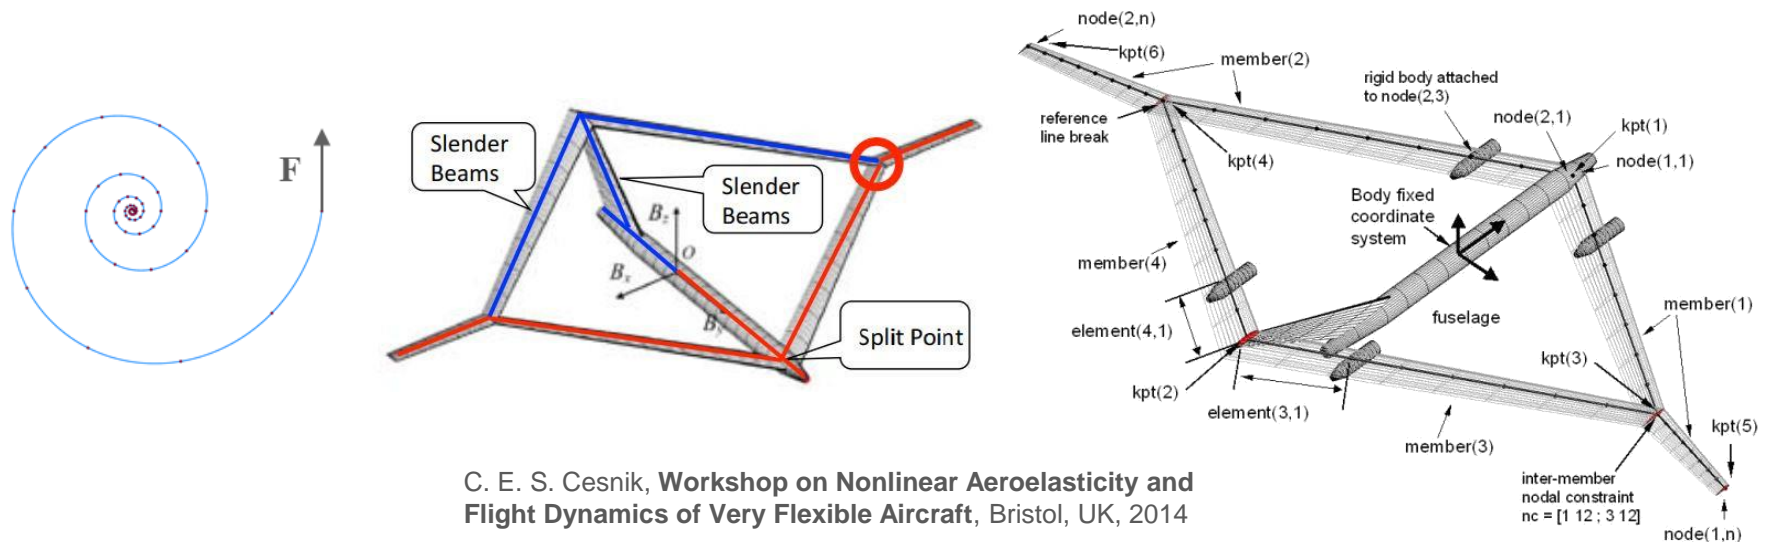 F
Slender
Beams
Slender
Beams
B_z
O
B_x
B_y
Split Point
node(2,n)
kpt(6)
member(2)
rigid body attached
to node(2,3)
node(2,1)
kpt(1)
node(1,1)
reference
line break
kpt(4)
Body fixed
coordinate
system
member(4)
element(4,1)
fuselage
member(1)
kpt(2)
kpt(3)
element(3,1)
member(3)
kpt(5)
inter-member
nodal constraint
nc = [1 12 ; 3 12]
node(1,n)
C. E. S. Cesnik, Workshop on Nonlinear Aeroelasticity and
Flight Dynamics of Very Flexible Aircraft, Bristol, UK, 2014